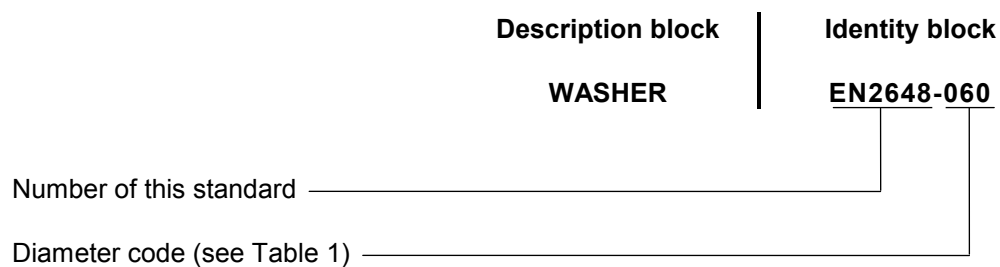 Description block Identity block
WASHER EN2648-060
Number of this standard
Diameter code (see Table 1)